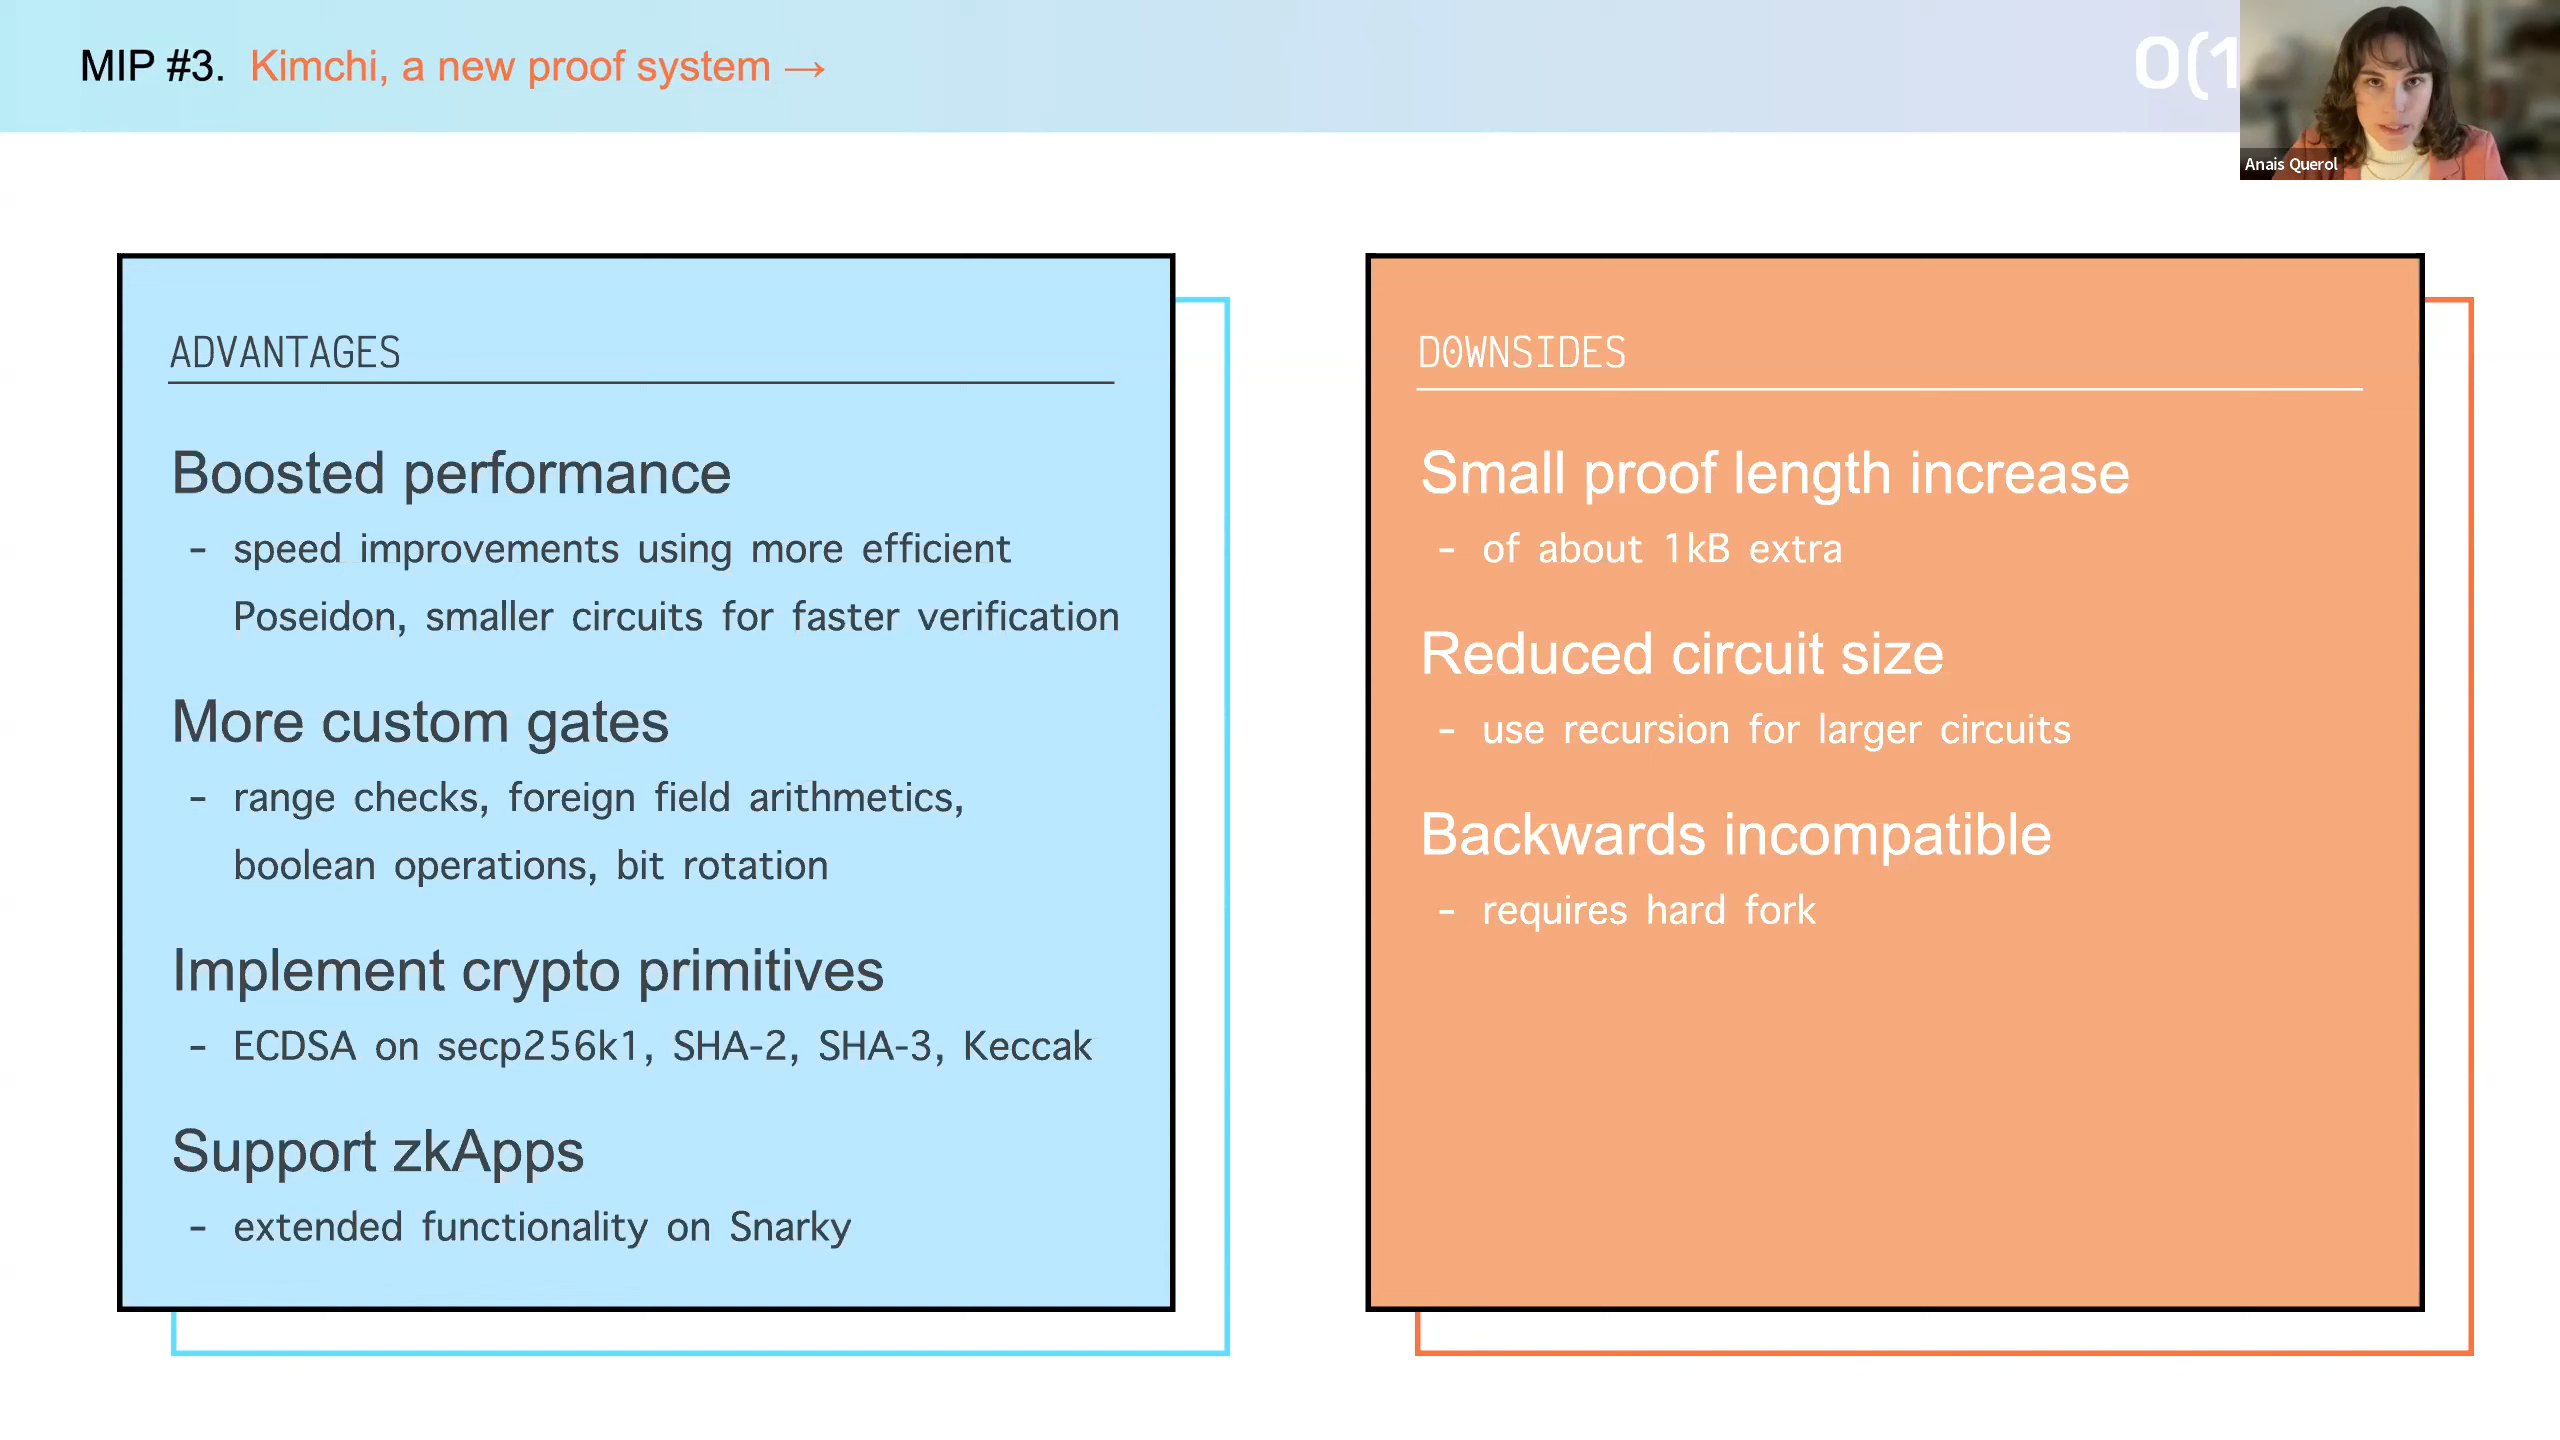 MIP #3. Kimchi, a new proof system →
O(1
Anais Querol
ADVANTAGES
Boosted performance
- speed improvements using more efficient
Poseidon, smaller circuits for faster verification
More custom gates
- range checks, foreign field arithmetics,
boolean operations, bit rotation
Implement crypto primitives
- ECDSA on secp256k1, SHA-2, SHA-3, Keccak
Support zkApps
- extended functionality on Snarky
DOWNSIDES
Small proof length increase
- of about 1kB extra
Reduced circuit size
- use recursion for larger circuits
Backwards incompatible
- requires hard fork